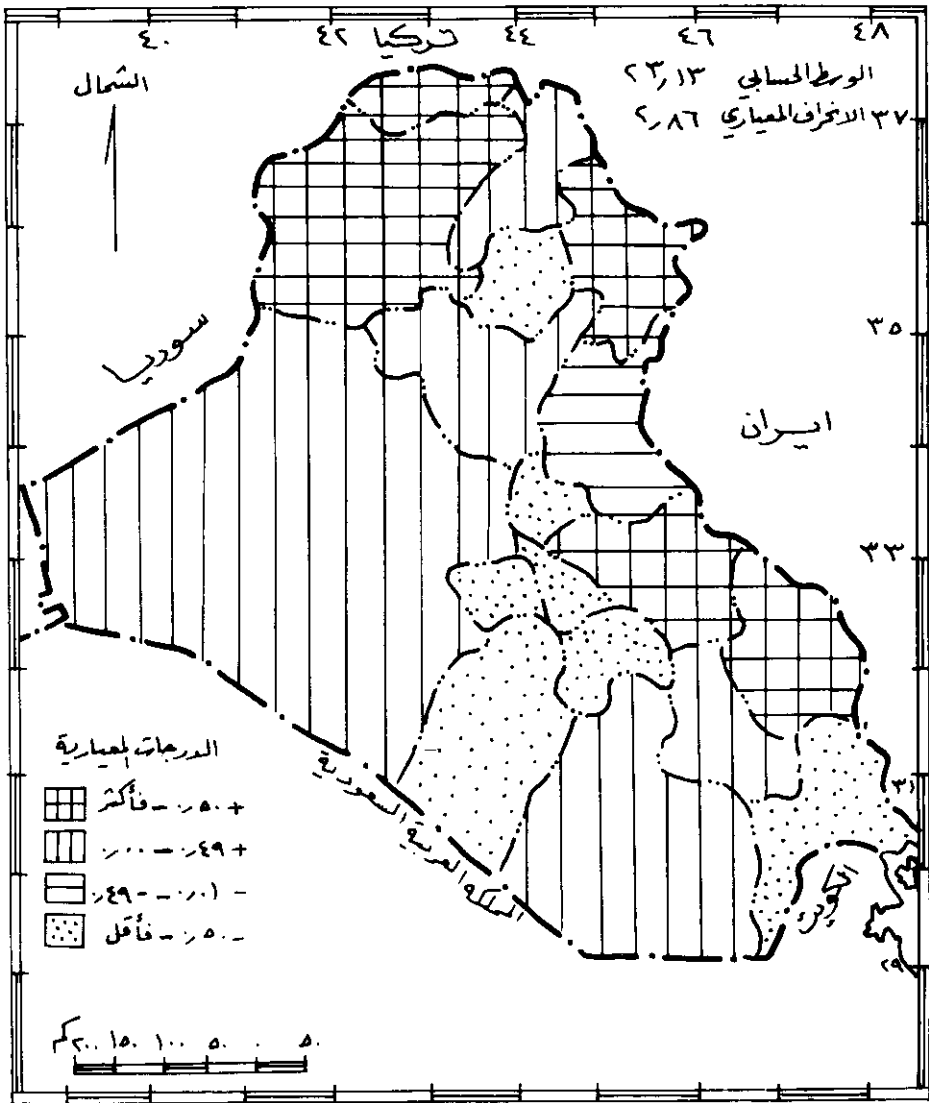 ٤٠ ٤٢ تركيا ٤٤ ٤٦ ٤٨
الوسط الحسابي ٢٣,١٣
الشمال
٣٧ الانحراف المعياري ٢,٨٦
٣٥
سوريا
ايران
٣٣
الدرجات المعيارية
+ ٠,٥٠ - فأكثر
+ ٠,٤٩ - ٠,٠٠
- ٠,٠١ - - ٠,٤٩
- ٠,٥٠ - فأقل
المملكة العربية السعودية
٣١
٢٩
٥٠ ٠ ٥٠ ١٠٠ ١٥٠ ٢٠٠ كم